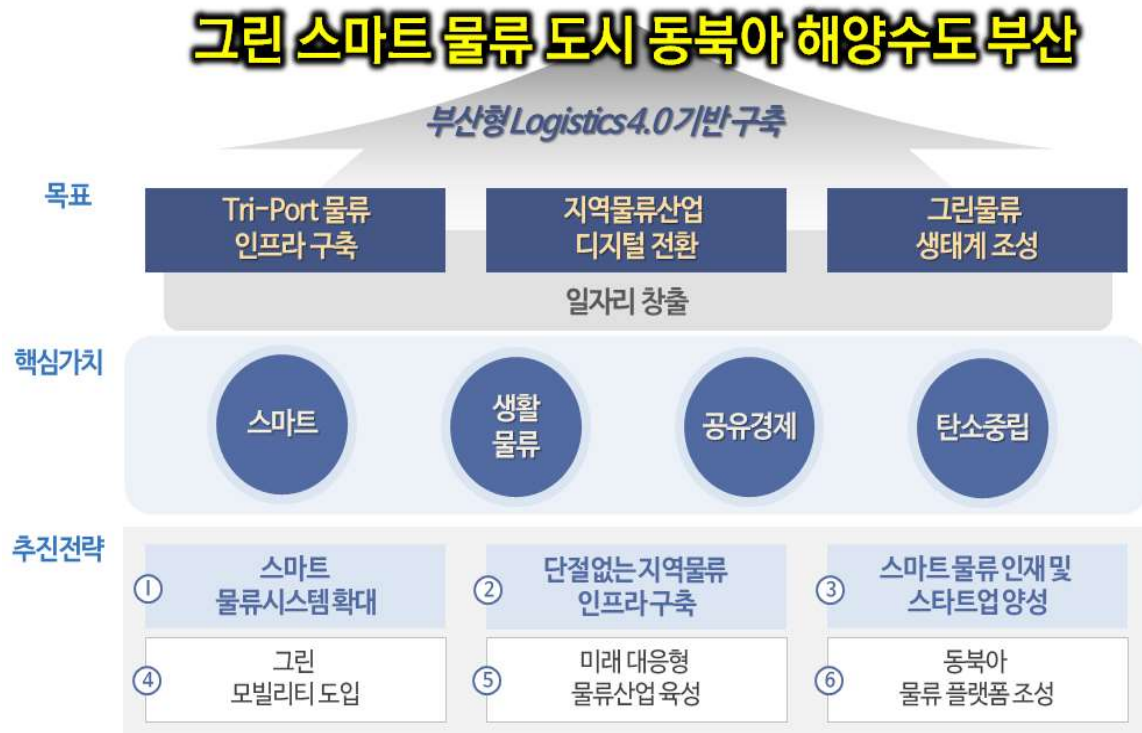 그린 스마트 물류 도시 동북아 해양수도 부산
부산형 Logistics 4.0 기반 구축
목표
Tri-Port 물류
인프라 구축
지역물류산업
디지털 전환
그린물류
생태계 조성
일자리 창출
핵심가치
스마트
생활
물류
공유경제
탄소중립
추진전략
①
스마트
물류시스템 확대
②
단절없는 지역물류
인프라 구축
③
스마트 물류 인재 및
스타트업 양성
④
그린
모빌리티 도입
⑤
미래 대응형
물류산업 육성
⑥
동북아
물류 플랫폼 조성